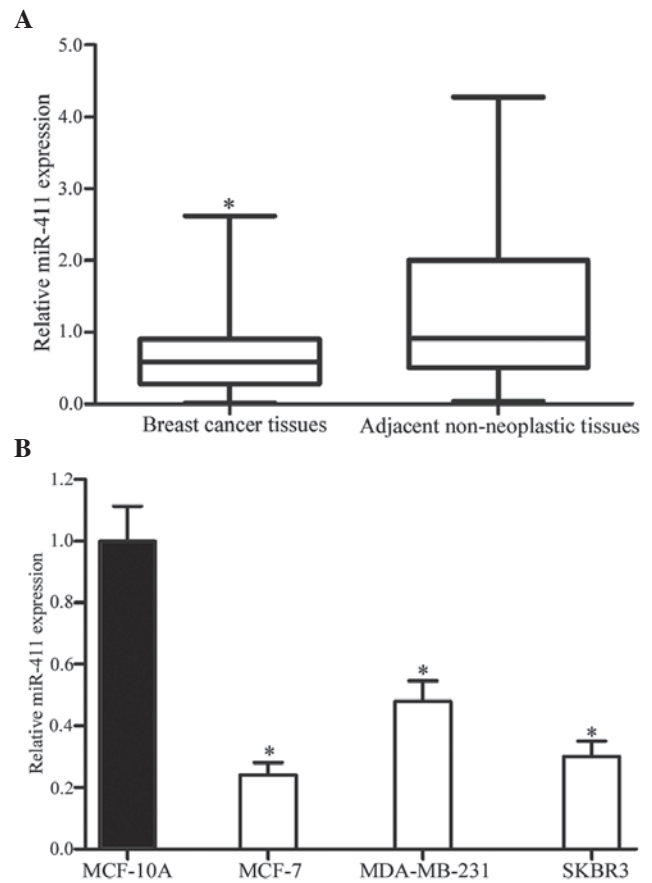 A
Relative miR-411 expression
5.0
4.0
3.0
2.0
1.0
0.0
*
Breast cancer tissues
Adjacent non-neoplastic tissues
B
Relative miR-411 expression
1.2
1.0
0.8
0.6
0.4
0.2
0.0
*
*
*
MCF-10A
MCF-7
MDA-MB-231
SKBR3